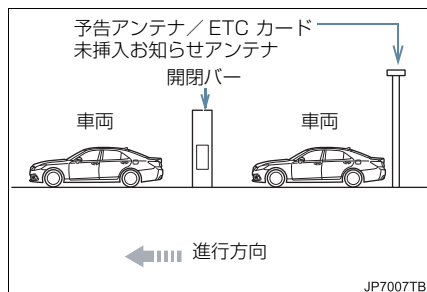 予告アンテナ／ETC カード
未挿入お知らせアンテナ
開閉バー
車両
車両
進行方向
JP7007TB